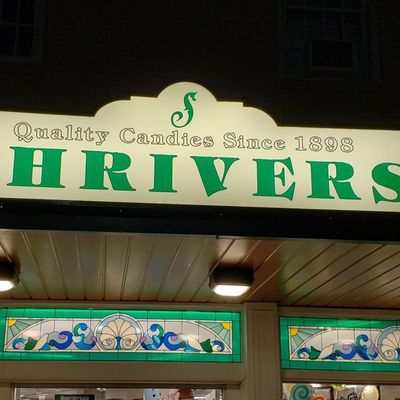 S
Quality Candies Since 1898
HRIVERS